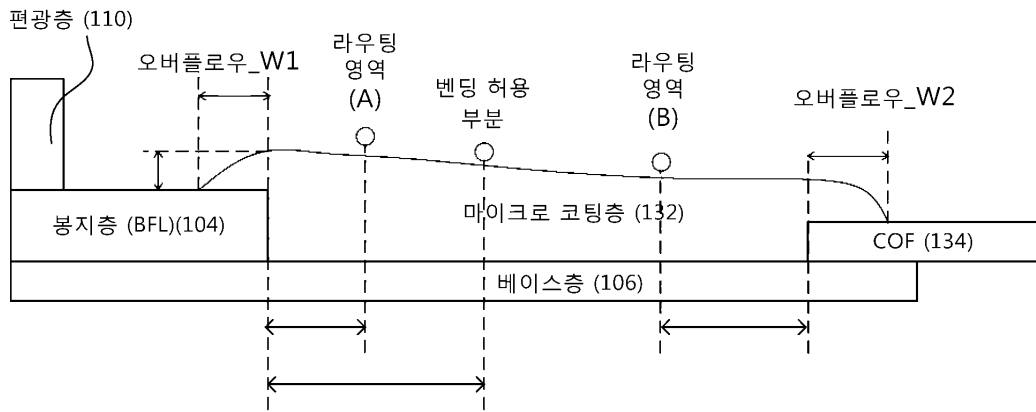 편광층 (110)
오버플로우_W1
라우팅
영역
(A)
벤딩 허용
부분
라우팅
영역
(B)
오버플로우_W2
봉지층 (BFL)(104)
마이크로 코팅층 (132)
COF (134)
베이스층 (106)